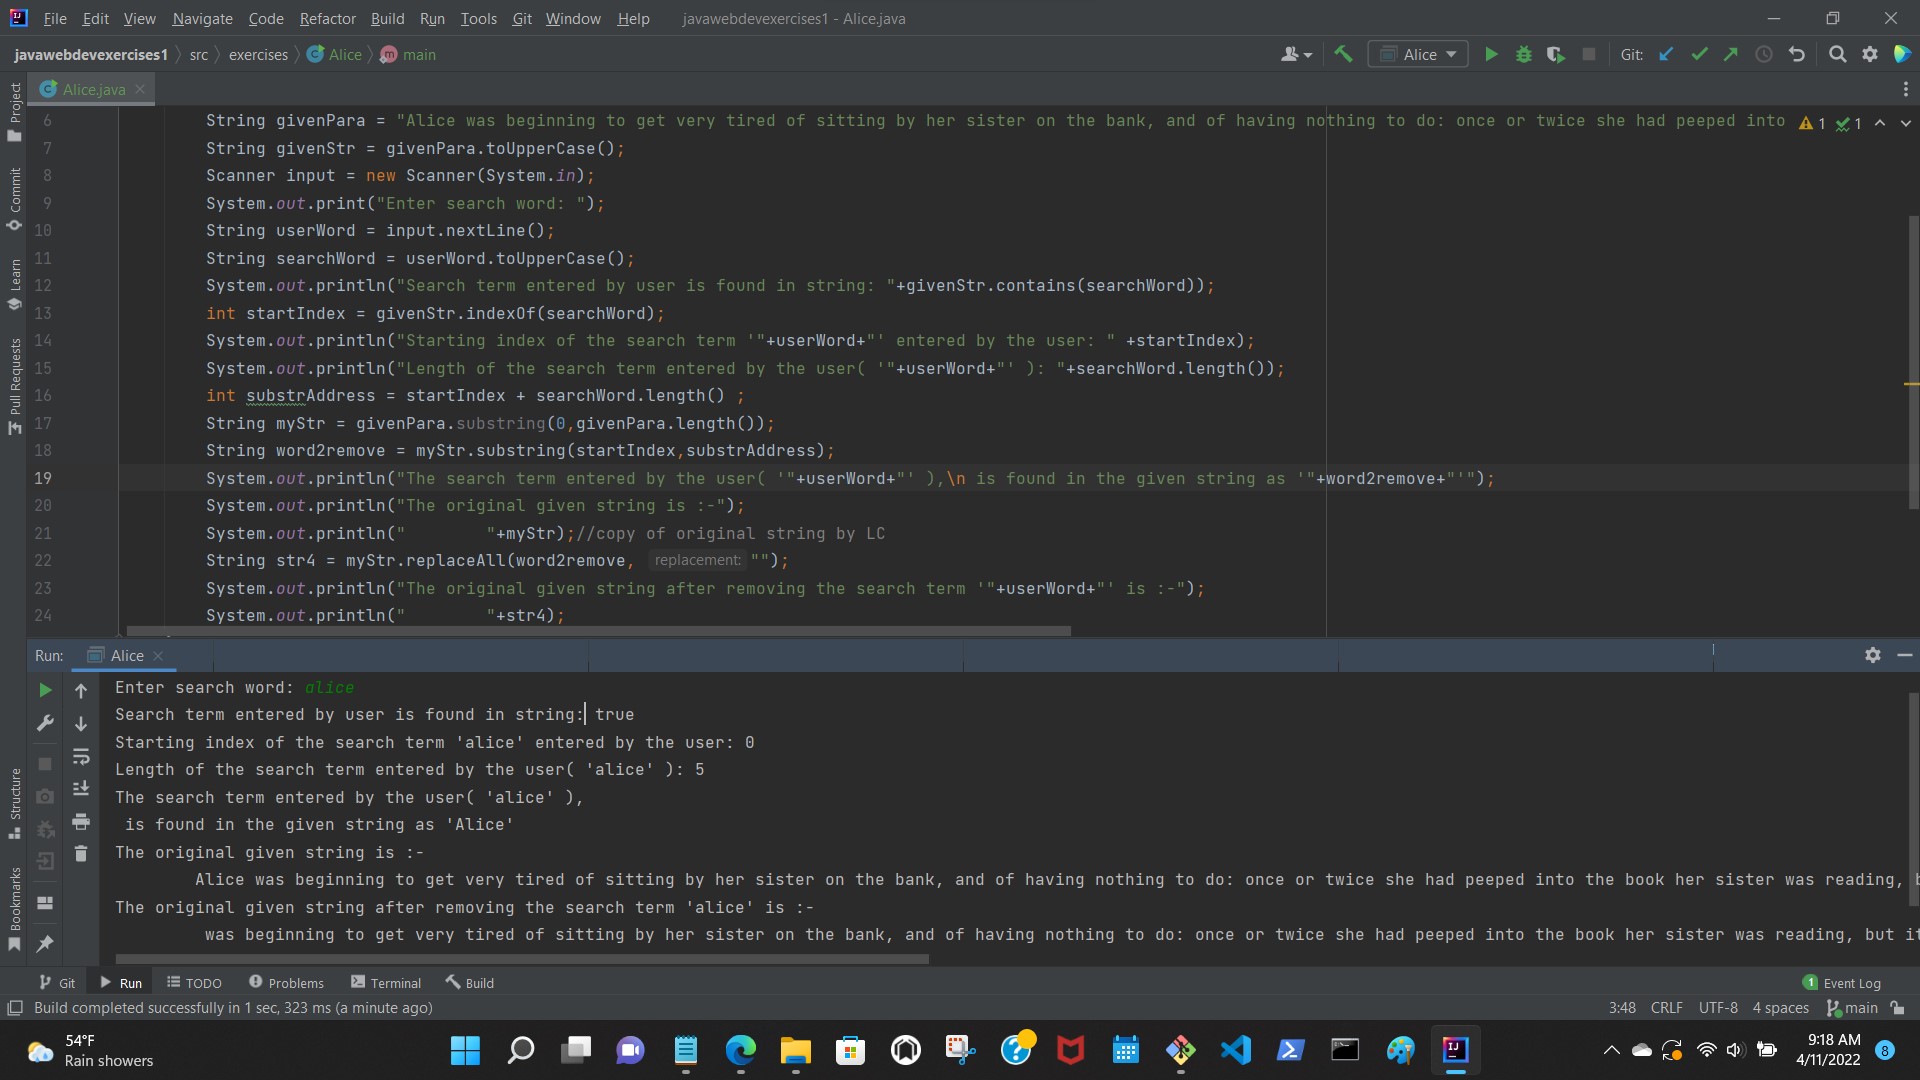 File Edit View Navigate Code Refactor Build Run Tools Git Window Help javawebdevexercises1 - Alice.java
javawebdevexercises1 src exercises Alice main Alice Git:
Alice.java
Project
Commit
Learn
Pull Requests
Structure
Bookmarks
6 String givenPara = "Alice was beginning to get very tired of sitting by her sister on the bank, and of having nothing to do: once or twice she had peeped into 1 1
7 String givenStr = givenPara.toUpperCase();
8 Scanner input = new Scanner(System.in);
9 System.out.print("Enter search word: ");
10 String userWord = input.nextLine();
11 String searchWord = userWord.toUpperCase();
12 System.out.println("Search term entered by user is found in string: "+givenStr.contains(searchWord));
13 int startIndex = givenStr.indexOf(searchWord);
14 System.out.println("Starting index of the search term '"+userWord+"' entered by the user: " +startIndex);
15 System.out.println("Length of the search term entered by the user( '"+userWord+"' ): "+searchWord.length());
16 int substrAddress = startIndex + searchWord.length() ;
17 String myStr = givenPara.substring(0,givenPara.length());
18 String word2remove = myStr.substring(startIndex,substrAddress);
19 System.out.println("The search term entered by the user( '"+userWord+"' ),\n is found in the given string as '"+word2remove+"'");
20 System.out.println("The original given string is :-");
21 System.out.println("        "+myStr);//copy of original string by LC
22 String str4 = myStr.replaceAll(word2remove, replacement: "");
23 System.out.println("The original given string after removing the search term '"+userWord+"' is :-");
24 System.out.println("        "+str4);
Run: Alice
Enter search word: alice
Search term entered by user is found in string: true
Starting index of the search term 'alice' entered by the user: 0
Length of the search term entered by the user( 'alice' ): 5
The search term entered by the user( 'alice' ),
is found in the given string as 'Alice'
The original given string is :-
Alice was beginning to get very tired of sitting by her sister on the bank, and of having nothing to do: once or twice she had peeped into the book her sister was reading, b
The original given string after removing the search term 'alice' is :-
was beginning to get very tired of sitting by her sister on the bank, and of having nothing to do: once or twice she had peeped into the book her sister was reading, but it
Git Run TODO Problems Terminal Build 1 Event Log
Build completed successfully in 1 sec, 323 ms (a minute ago) 3:48 CRLF UTF-8 4 spaces main
54°F
Rain showers
9:18 AM
4/11/2022
8